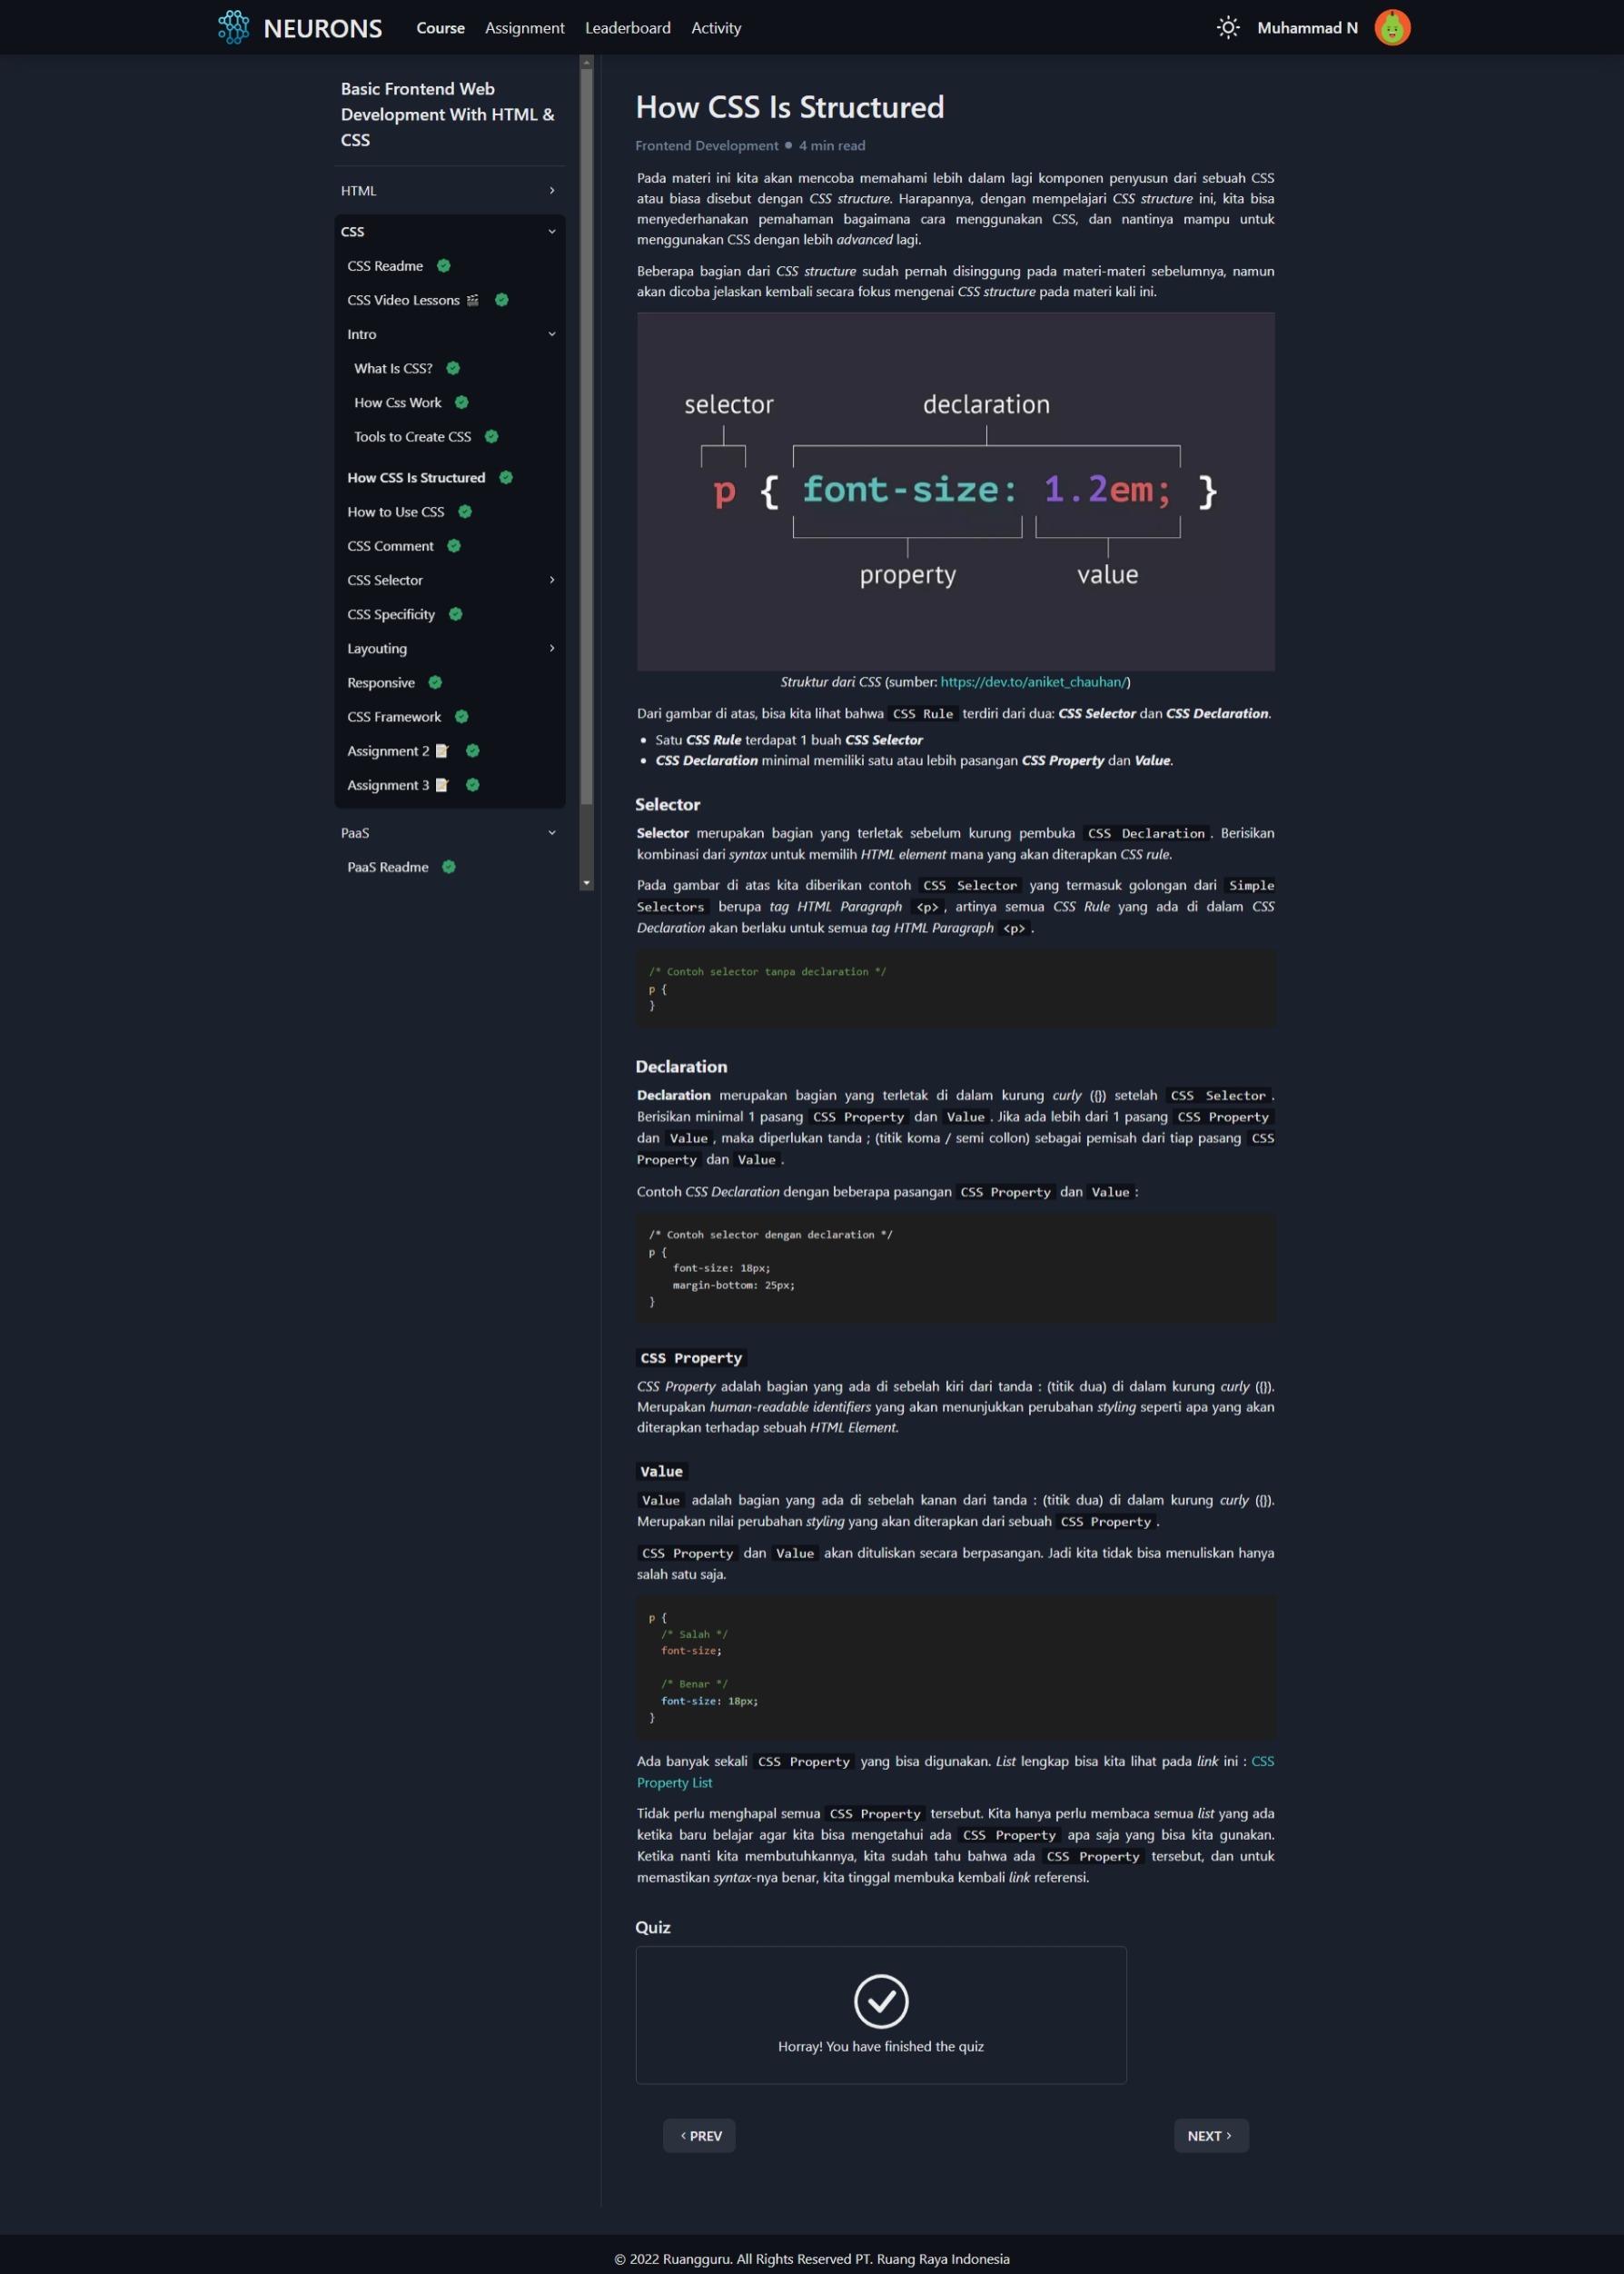 NEURONS Course Assignment Leaderboard Activity Muhammad N
Basic Frontend Web
Development With HTML &
CSS
HTML
CSS
CSS Readme
CSS Video Lessons
Intro
What Is CSS?
How Css Work
Tools to Create CSS
How CSS Is Structured
How to Use CSS
CSS Comment
CSS Selector
CSS Specificity
Layouting
Responsive
CSS Framework
Assignment 2
Assignment 3
PaaS
PaaS Readme
How CSS Is Structured
Frontend Development ● 4 min read
Pada materi ini kita akan mencoba memahami lebih dalam lagi komponen penyusun dari sebuah CSS
atau biasa disebut dengan CSS structure. Harapannya, dengan mempelajari CSS structure ini, kita bisa
menyederhanakan pemahaman bagaimana cara menggunakan CSS, dan nantinya mampu untuk
menggunakan CSS dengan lebih advanced lagi.
Beberapa bagian dari CSS structure sudah pernah disinggung pada materi-materi sebelumnya, namun
akan dicoba jelaskan kembali secara fokus mengenai CSS structure pada materi kali ini.
selector declaration
p { font-size: 1.2em; }
property value
Struktur dari CSS (sumber: https://dev.to/aniket_chauhan/)
Dari gambar di atas, bisa kita lihat bahwa CSS Rule terdiri dari dua: CSS Selector dan CSS Declaration.
• Satu CSS Rule terdapat 1 buah CSS Selector
• CSS Declaration minimal memiliki satu atau lebih pasangan CSS Property dan Value.
Selector
Selector merupakan bagian yang terletak sebelum kurung pembuka CSS Declaration. Berisikan
kombinasi dari syntax untuk memilih HTML element mana yang akan diterapkan CSS rule.
Pada gambar di atas kita diberikan contoh CSS Selector yang termasuk golongan dari Simple
Selectors berupa tag HTML Paragraph <p>, artinya semua CSS Rule yang ada di dalam CSS
Declaration akan berlaku untuk semua tag HTML Paragraph <p>.
/* Contoh selector tanpa declaration */
p {
}
Declaration
Declaration merupakan bagian yang terletak di dalam kurung curly ({}) setelah CSS Selector.
Berisikan minimal 1 pasang CSS Property dan Value. Jika ada lebih dari 1 pasang CSS Property
dan Value, maka diperlukan tanda ; (titik koma / semi collon) sebagai pemisah dari tiap pasang CSS
Property dan Value.
Contoh CSS Declaration dengan beberapa pasangan CSS Property dan Value:
/* Contoh selector dengan declaration */
p {
font-size: 18px;
margin-bottom: 25px;
}
CSS Property
CSS Property adalah bagian yang ada di sebelah kiri dari tanda : (titik dua) di dalam kurung curly ({}).
Merupakan human-readable identifiers yang akan menunjukkan perubahan styling seperti apa yang akan
diterapkan terhadap sebuah HTML Element.
Value
Value adalah bagian yang ada di sebelah kanan dari tanda : (titik dua) di dalam kurung curly ({}).
Merupakan nilai perubahan styling yang akan diterapkan dari sebuah CSS Property.
CSS Property dan Value akan dituliskan secara berpasangan. Jadi kita tidak bisa menuliskan hanya
salah satu saja.
p {
/* Salah */
font-size;
/* Benar */
font-size: 18px;
}
Ada banyak sekali CSS Property yang bisa digunakan. List lengkap bisa kita lihat pada link ini : CSS
Property List
Tidak perlu menghapal semua CSS Property tersebut. Kita hanya perlu membaca semua list yang ada
ketika baru belajar agar kita bisa mengetahui ada CSS Property apa saja yang bisa kita gunakan.
Ketika nanti kita membutuhkannya, kita sudah tahu bahwa ada CSS Property tersebut, dan untuk
memastikan syntax-nya benar, kita tinggal membuka kembali link referensi.
Quiz
Horray! You have finished the quiz
‹ PREV NEXT ›
© 2022 Ruangguru. All Rights Reserved PT. Ruang Raya Indonesia